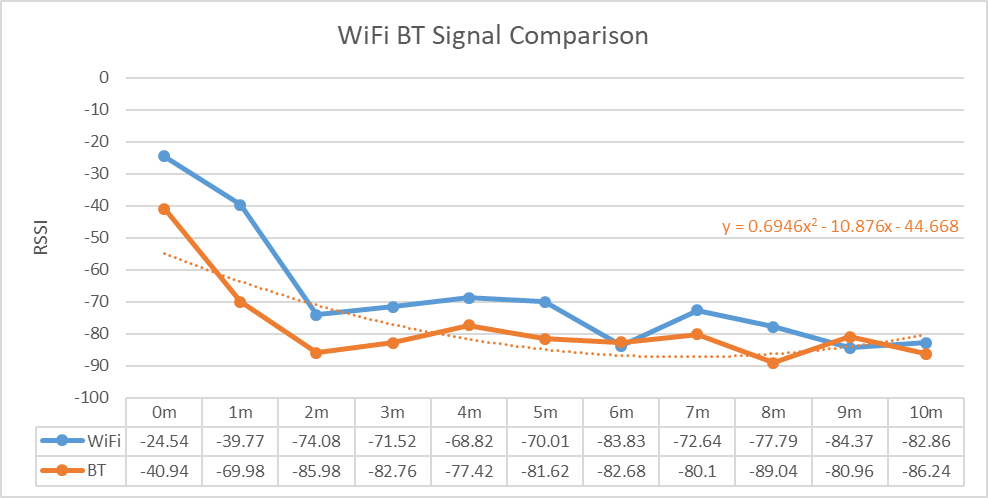 WiFi BT Signal Comparison
0
-10
-20
-30
-40
-50
-60
-70
-80
-90
-100
RSSI
y = 0.6946x² - 10.876x - 44.668
0m 1m 2m 3m 4m 5m 6m 7m 8m 9m 10m
WiFi -24.54 -39.77 -74.08 -71.52 -68.82 -70.01 -83.83 -72.64 -77.79 -84.37 -82.86
BT -40.94 -69.98 -85.98 -82.76 -77.42 -81.62 -82.68 -80.1 -89.04 -80.96 -86.24